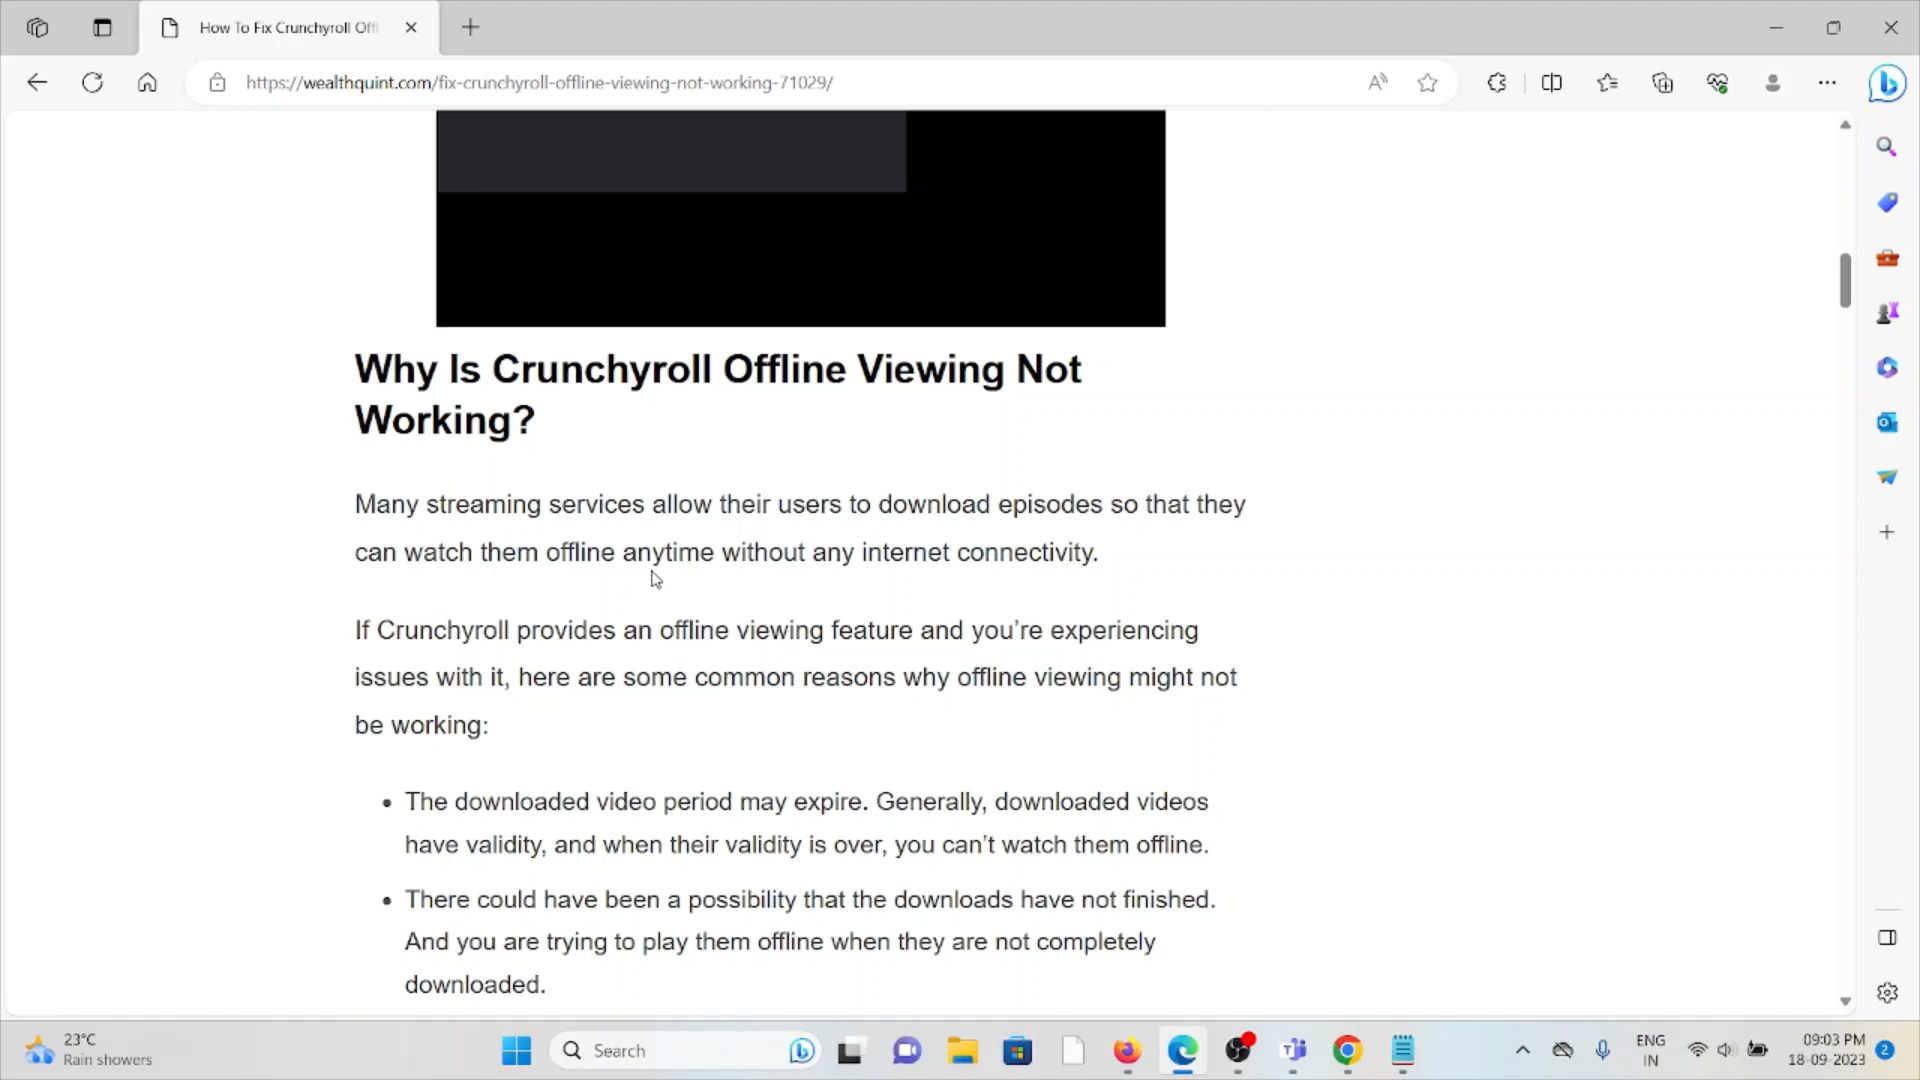 How To Fix Crunchyroll Off
https://wealthquint.com/fix-crunchyroll-offline-viewing-not-working-71029/
Why Is Crunchyroll Offline Viewing Not
Working?
Many streaming services allow their users to download episodes so that they
can watch them offline anytime without any internet connectivity.
If Crunchyroll provides an offline viewing feature and you’re experiencing
issues with it, here are some common reasons why offline viewing might not
be working:
• The downloaded video period may expire. Generally, downloaded videos
have validity, and when their validity is over, you can’t watch them offline.
• There could have been a possibility that the downloads have not finished.
And you are trying to play them offline when they are not completely
downloaded.
23°C
Rain showers
Search
ENG
IN
09:03 PM
18-09-2023
2